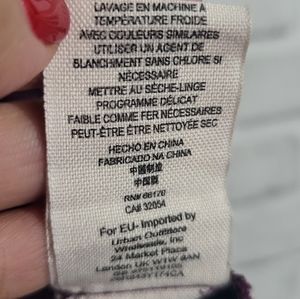 LAVAGE EN MACHINE À
TEMPÉRATURE FROIDE
AVEC COULEURS SIMILAIRES
UTILISER UN AGENT DE
BLANCHIMENT SANS CHLORE SI
NÉCESSAIRE
METTRE AU SÈCHE-LINGE
PROGRAMME DÉLICAT
FAIBLE COMME FER NÉCESSAIRES
PEUT-ÊTRE ÊTRE NETTOYÉE SEC
HECHO EN CHINA
FABRICADO NA CHINA
中国制造
中國製
RN# 66170
CA# 32054
For EU- Imported by
Urban Outfitters
Wholesale, Inc
24 Market Place
London UK W1W 8AN